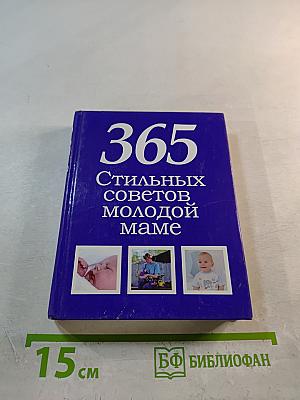 365
Стильных
советов
молодой
маме
15 см
БФ БИБЛИОФАН